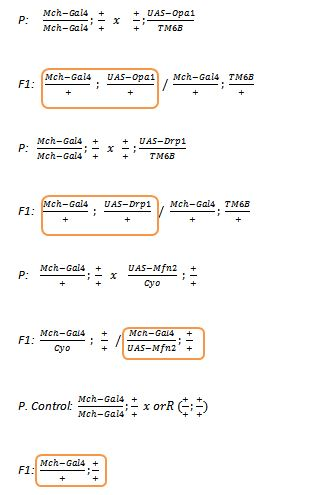 P: Mch-Gal4/Mch-Gal4 ; +/+ x +/+ ; UAS-Opa1/TM6B
F1: Mch-Gal4/+ ; UAS-Opa1/+ / Mch-Gal4/+ ; TM6B/+
P: Mch-Gal4/Mch-Gal4 ; +/+ x +/+ ; UAS-Drp1/TM6B
F1: Mch-Gal4/+ ; UAS-Drp1/+ / Mch-Gal4/+ ; TM6B/+
P: Mch-Gal4/+ ; +/+ x UAS-Mfn2/Cyo ; +/+
F1: Mch-Gal4/Cyo ; +/+ / Mch-Gal4/UAS-Mfn2 ; +/+
P. Control: Mch-Gal4/Mch-Gal4 ; +/+ x orR (+/+ ; +/+)
F1: Mch-Gal4/+ ; +/+